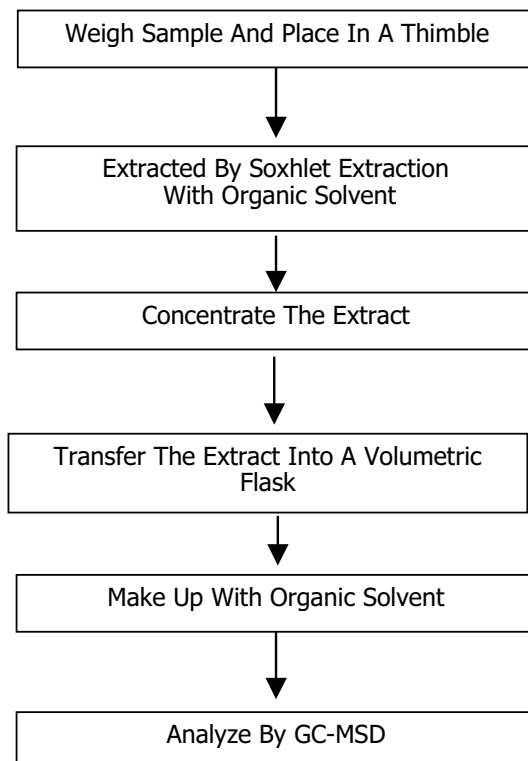 Weigh Sample And Place In A Thimble
Extracted By Soxhlet Extraction
With Organic Solvent
Concentrate The Extract
Transfer The Extract Into A Volumetric
Flask
Make Up With Organic Solvent
Analyze By GC-MSD